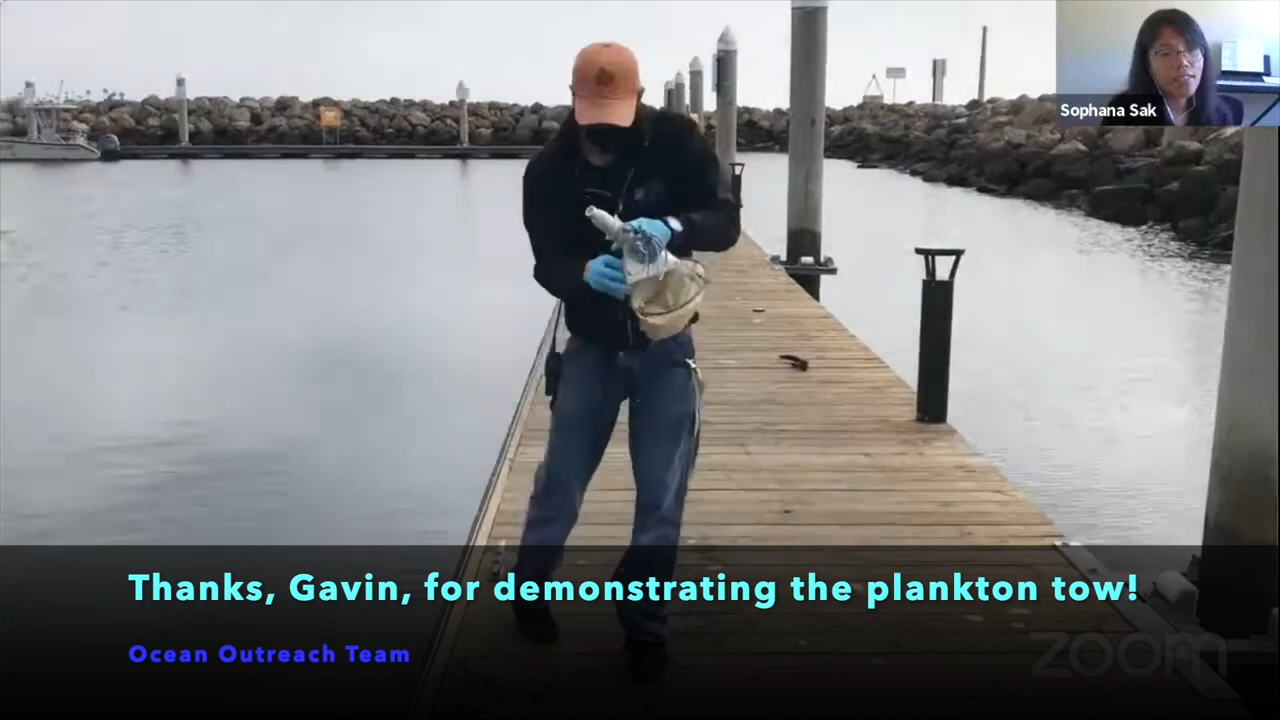 Sophana Sak
Thanks, Gavin, for demonstrating the plankton tow!
Ocean Outreach Team
zoom